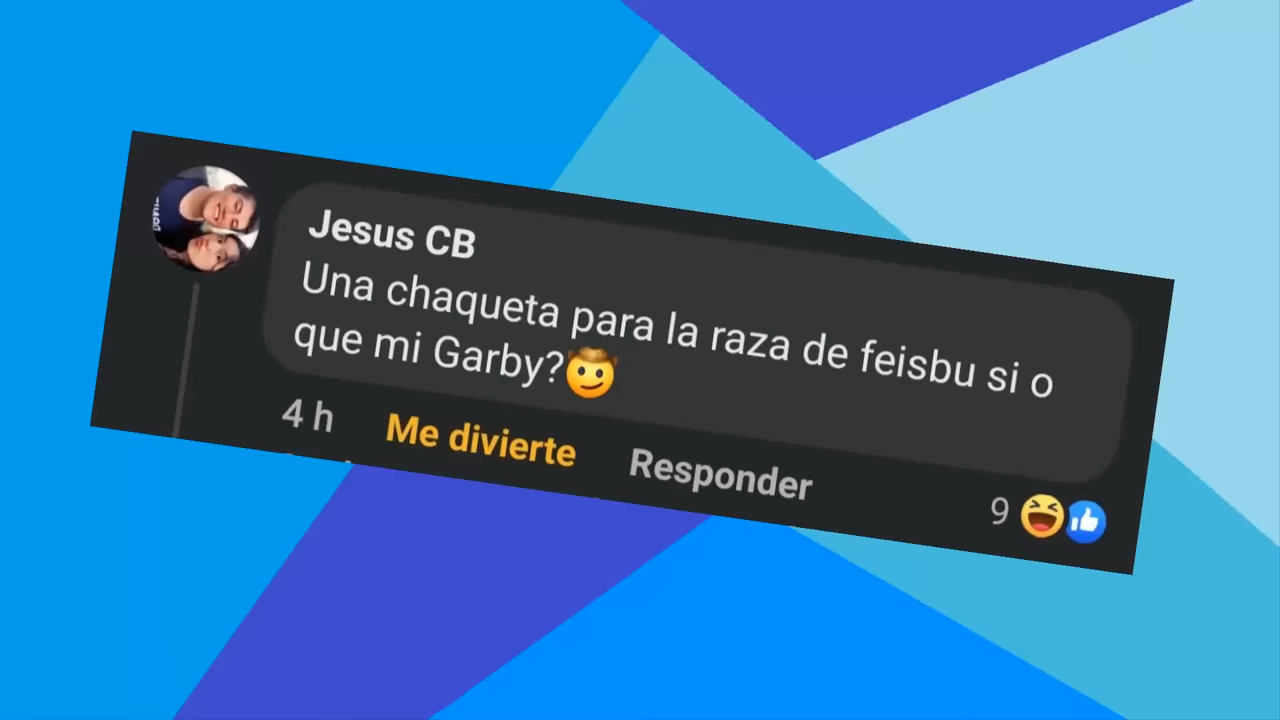 Jesus CB
Una chaqueta para la raza de feisbu si o
que mi Garby?🤠
4 h Me divierte Responder 9